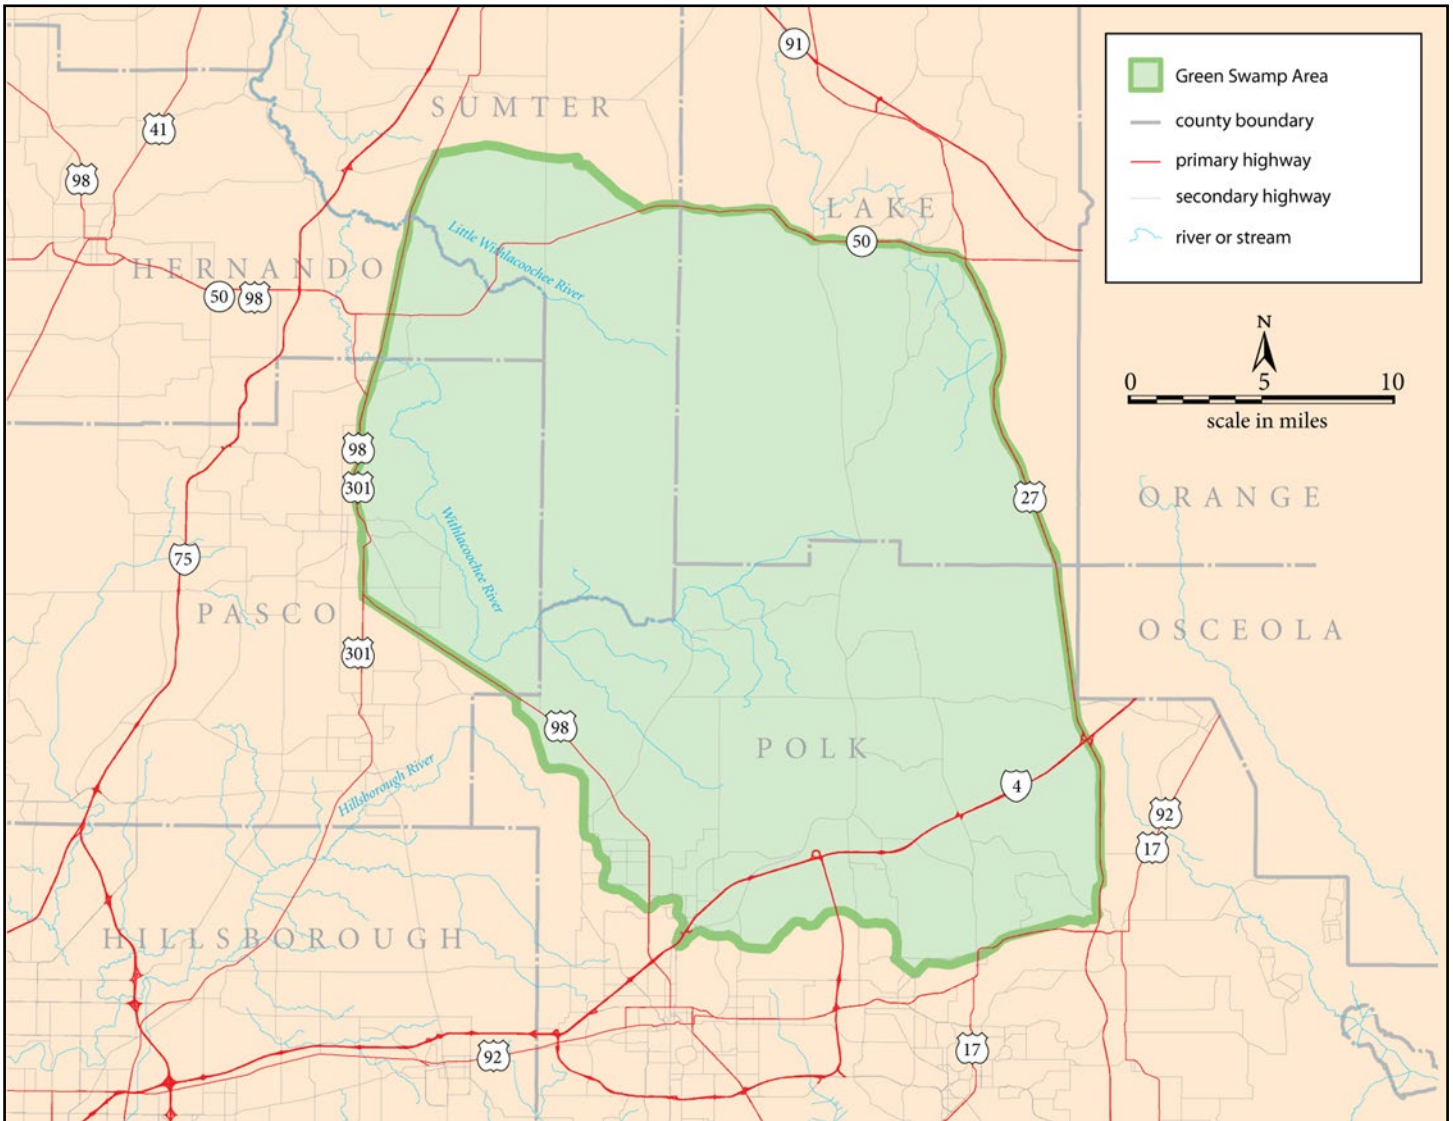 91
Green Swamp Area
county boundary
primary highway
secondary highway
river or stream
SUMTER
41
98
LAKE
50
Little Withlacoochee River
HERNANDO
50
98
N
0
5
10
scale in miles
98
301
27
ORANGE
Withlacoochee River
75
PASCO
OSCEOLA
301
98
POLK
Hillsborough River
4
92
17
HILLSBOROUGH
92
17